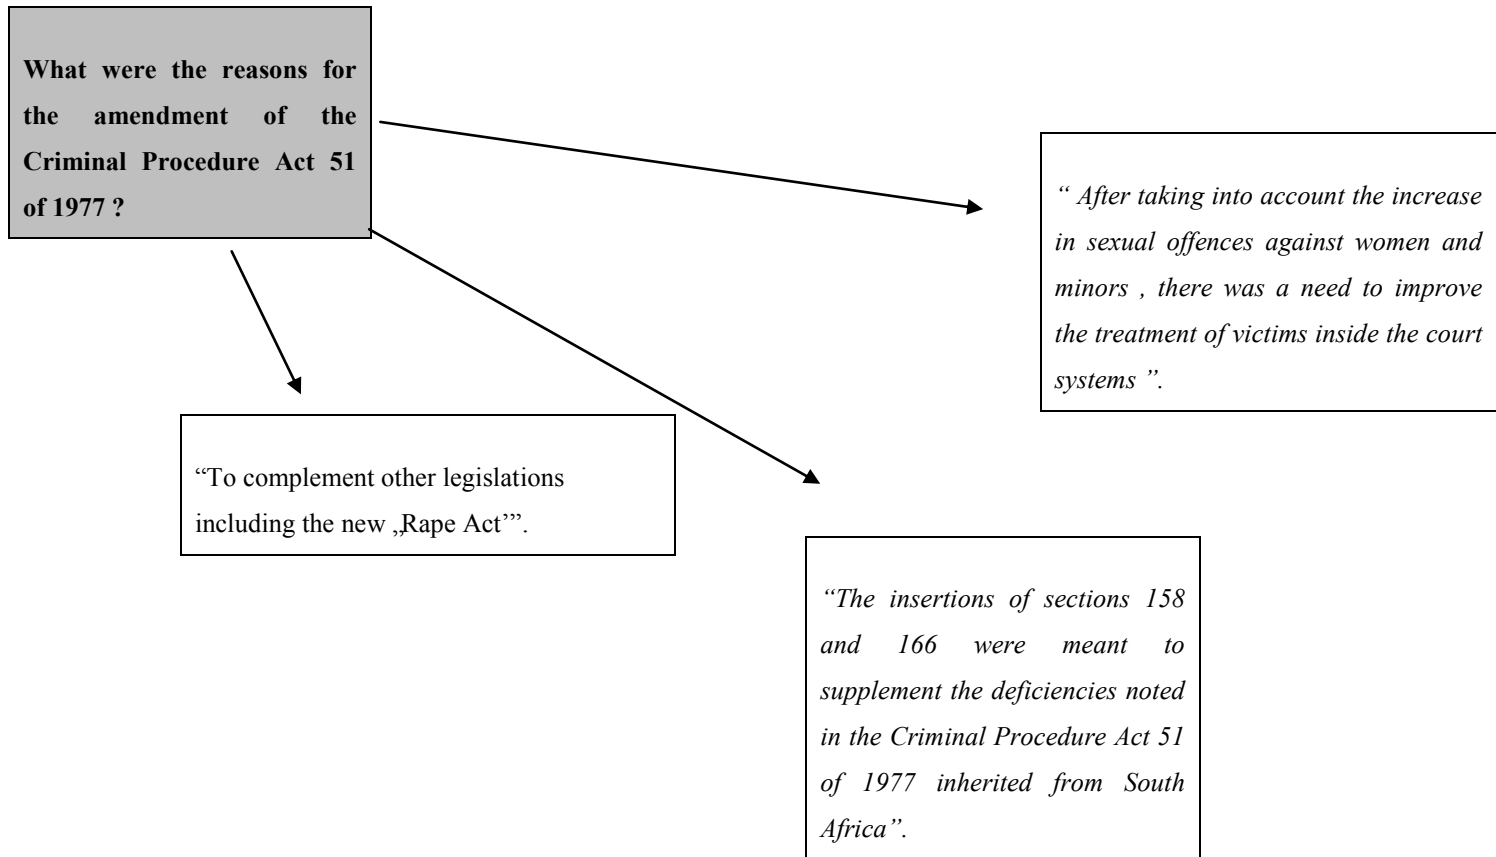 What were the reasons for
the amendment of the
Criminal Procedure Act 51
of 1977 ?
“ After taking into account the increase
in sexual offences against women and
minors , there was a need to improve
the treatment of victims inside the court
systems ”.
“To complement other legislations
including the new „Rape Act’”.
“The insertions of sections 158
and 166 were meant to
supplement the deficiencies noted
in the Criminal Procedure Act 51
of 1977 inherited from South
Africa”.